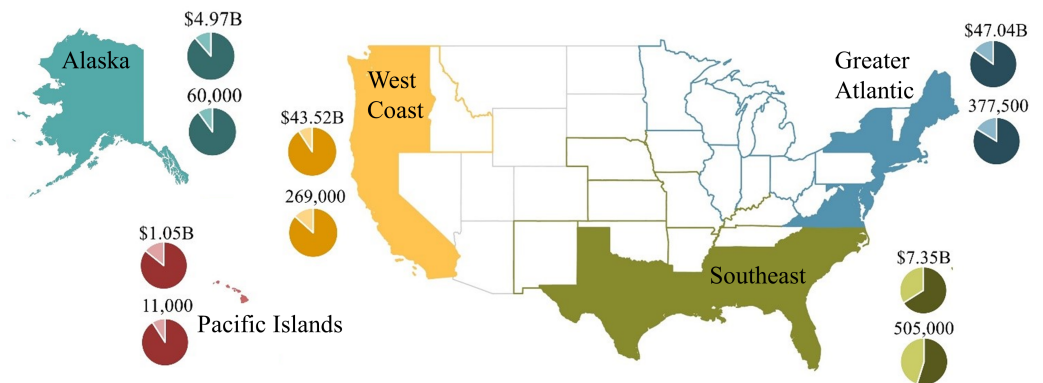 $4.97B
Alaska
60,000
West
Coast
$43.52B
269,000
Greater
Atlantic
$47.04B
377,500
$1.05B
11,000
Pacific Islands
Southeast
$7.35B
505,000